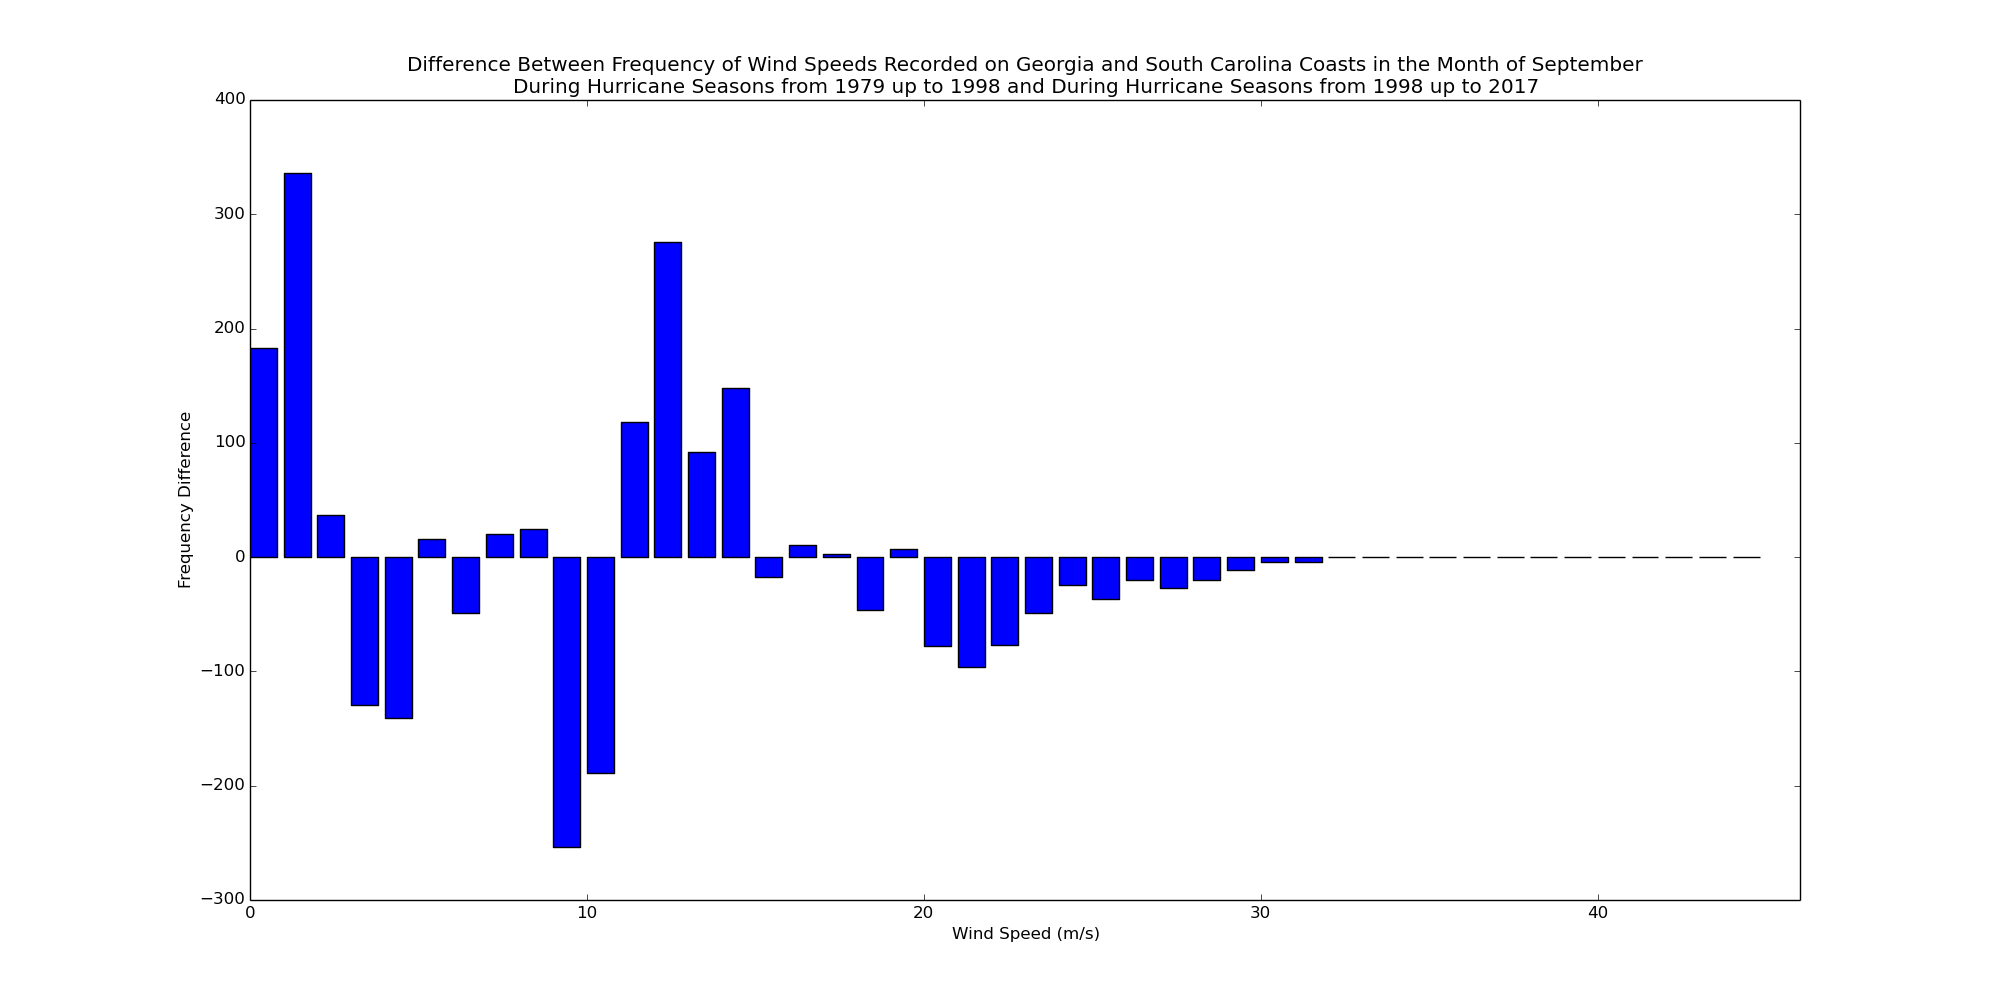 Difference Between Frequency of Wind Speeds Recorded on Georgia and South Carolina Coasts in the Month of September
During Hurricane Seasons from 1979 up to 1998 and During Hurricane Seasons from 1998 up to 2017
400
300
200
100
0
−100
−200
−300
Frequency Difference
0 10 20 30 40
Wind Speed (m/s)